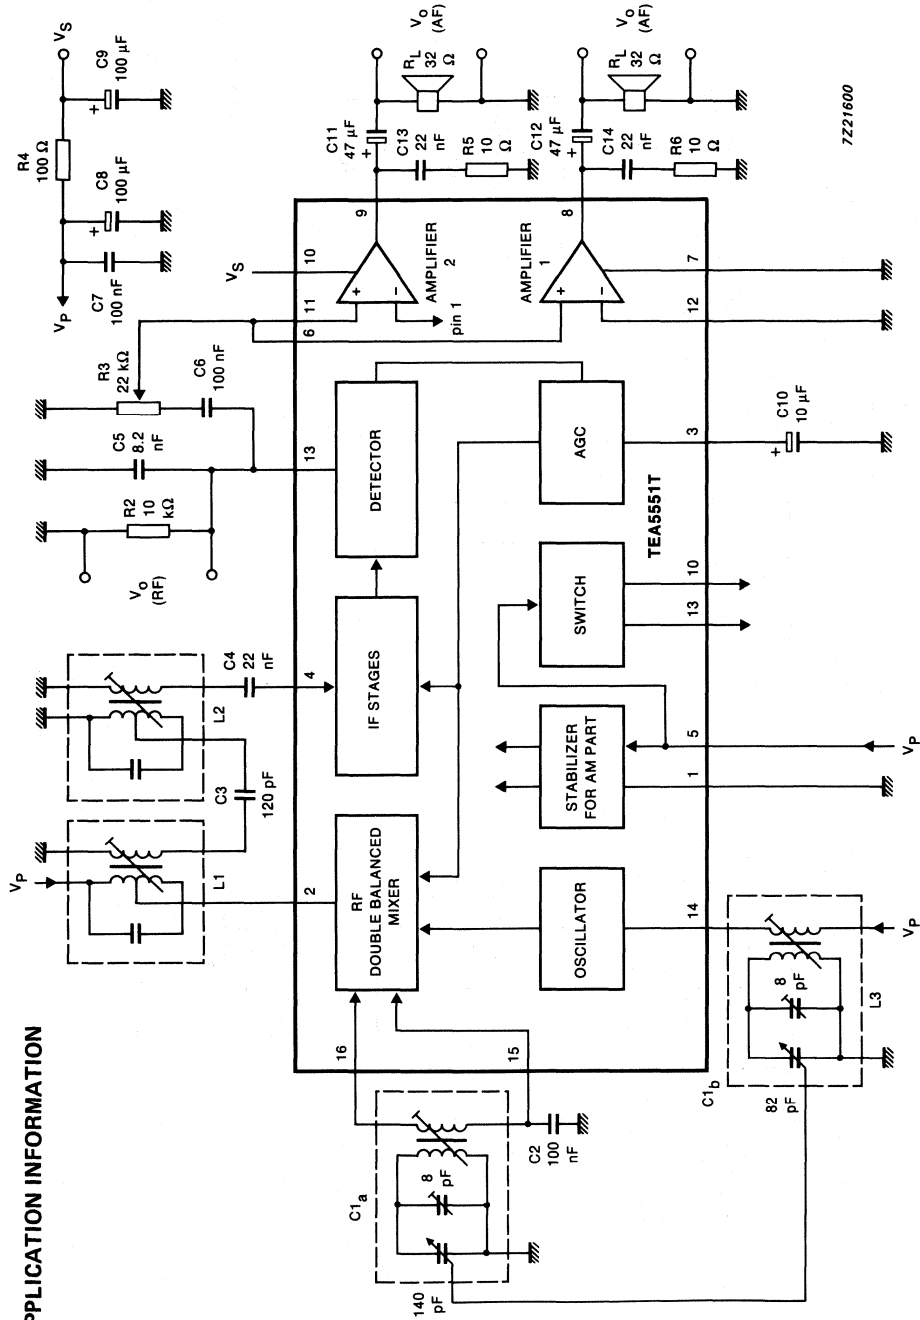 PPLICATION INFORMATION
C1a
140
pF
8
pF
C2
100
nF
16
15
VP
L1
C3
120 pF
L2
C4
22
nF
2
4
RF
DOUBLE BALANCED
MIXER
IF STAGES
DETECTOR
OSCILLATOR
STABILIZER
FOR AM PART
SWITCH
AGC
TEA5551T
14
1
5
13
10
3
12
7
C1b
82
pF
8
pF
L3
VP
VP
C10
10 µF
Vo
(RF)
R2
10
kΩ
C5
8.2
nF
R3
22 kΩ
C6
100 nF
13
6
11
10
VS
pin 1
AMPLIFIER
2
AMPLIFIER
1
+
−
+
−
9
8
VP
C7
100 nF
C8
100 µF
R4
100 Ω
C9
100 µF
VS
+
+
+
C11
47 µF
+
C13
22
nF
R5
10
Ω
RL
32
Ω
Vo
(AF)
C12
47 µF
+
C14
22
nF
R6
10
Ω
RL
32
Ω
Vo
(AF)
7Z21600